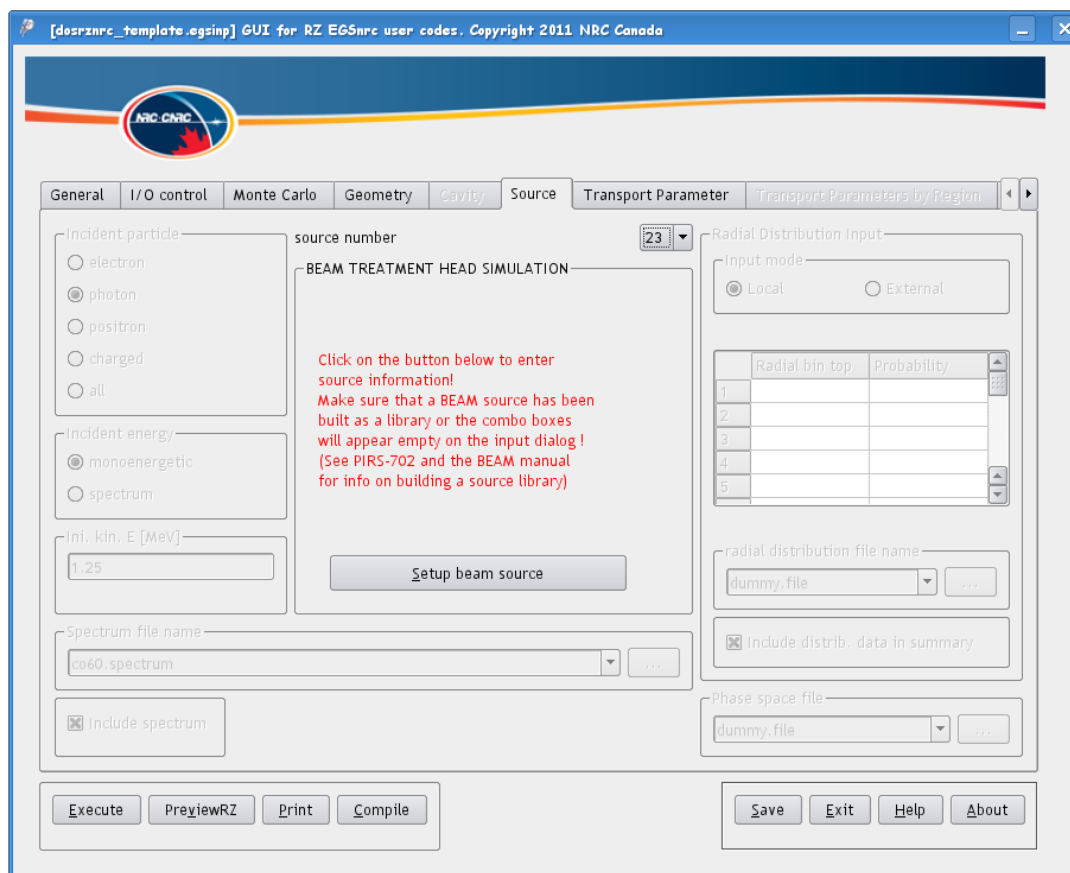 [dosrznrc_template.egsinp] GUI for RZ EGSnrc user codes. Copyright 2011 NRC Canada
NRC·CNRC
General I/O control Monte Carlo Geometry Cavity Source Transport Parameter Transport Parameters by Region
Incident particle
electron
photon
positron
charged
all
Incident energy
monoenergetic
spectrum
Ini. kin. E [MeV]
1.25
source number 23
BEAM TREATMENT HEAD SIMULATION
Click on the button below to enter
source information!
Make sure that a BEAM source has been
built as a library or the combo boxes
will appear empty on the input dialog !
(See PIRS-702 and the BEAM manual
for info on building a source library)
Setup beam source
Spectrum file name
co60.spectrum ...
Include spectrum
Radial Distribution Input
Input mode
Local External
Radial bin top Probability
1
2
3
4
5
radial distribution file name
dummy.file ...
Include distrib. data in summary
Phase space file
dummy.file ...
Execute PreviewRZ Print Compile
Save Exit Help About